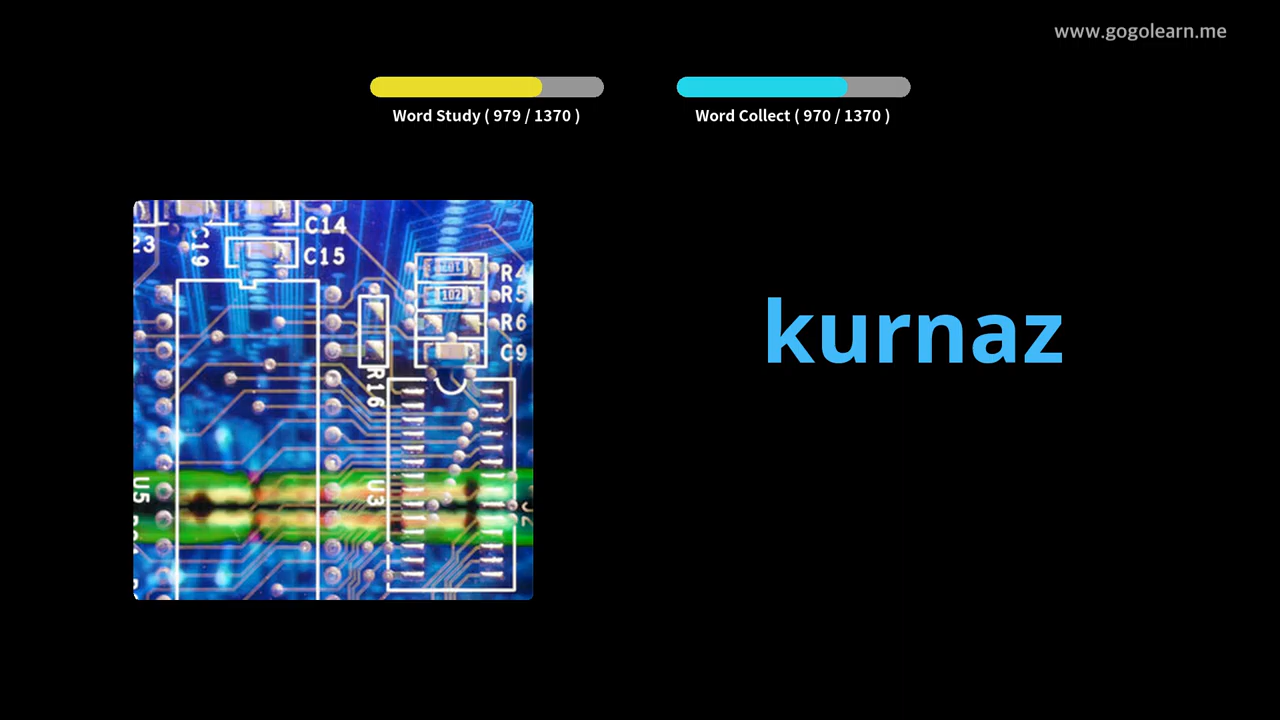 www.gogolearn.me
Word Study ( 979 / 1370 )
Word Collect ( 970 / 1370 )
C14
23
C19
C15
R4
R5
102
R6
kurnaz
C9
R16
U5
U3